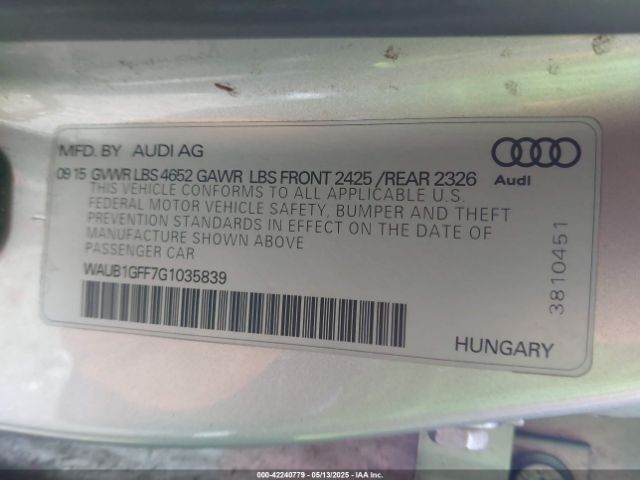 MFD. BY AUDI AG
09 15 GVWR LBS 4652 GAWR LBS FRONT 2425 /REAR 2326
THIS VEHICLE CONFORMS TO ALL APPLICABLE U.S.
FEDERAL MOTOR VEHICLE SAFETY, BUMPER AND THEFT
PREVENTION STANDARDS IN EFFECT ON THE DATE OF
MANUFACTURE SHOWN ABOVE
PASSENGER CAR
WAUB1GFF7G1035839
Audi
3810451
HUNGARY
000-42240779 — 05/13/2025 — IAA Inc.